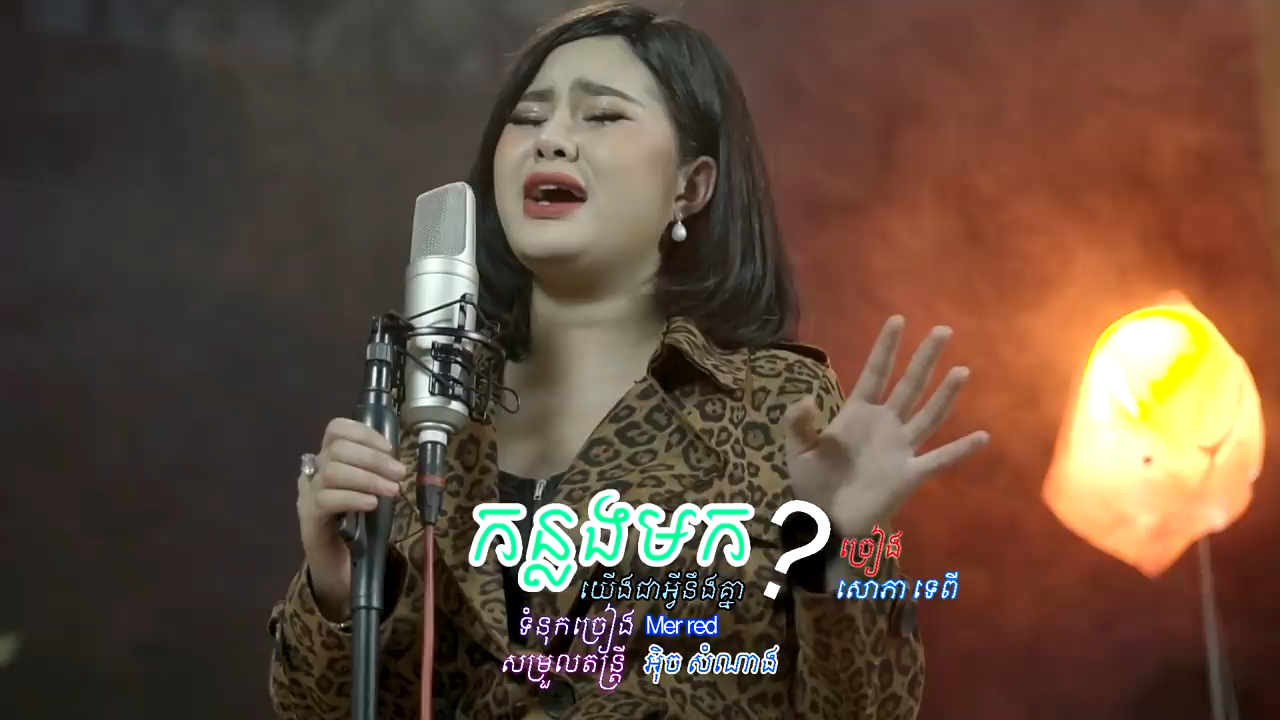 កន្លងមក ?
យើងជាអ្វីនឹងគ្នា
ច្រៀង
សោភា ទេពី
ទំនុកច្រៀង Mer red
សម្រួលតន្ត្រី អ៊ិច សំណាង